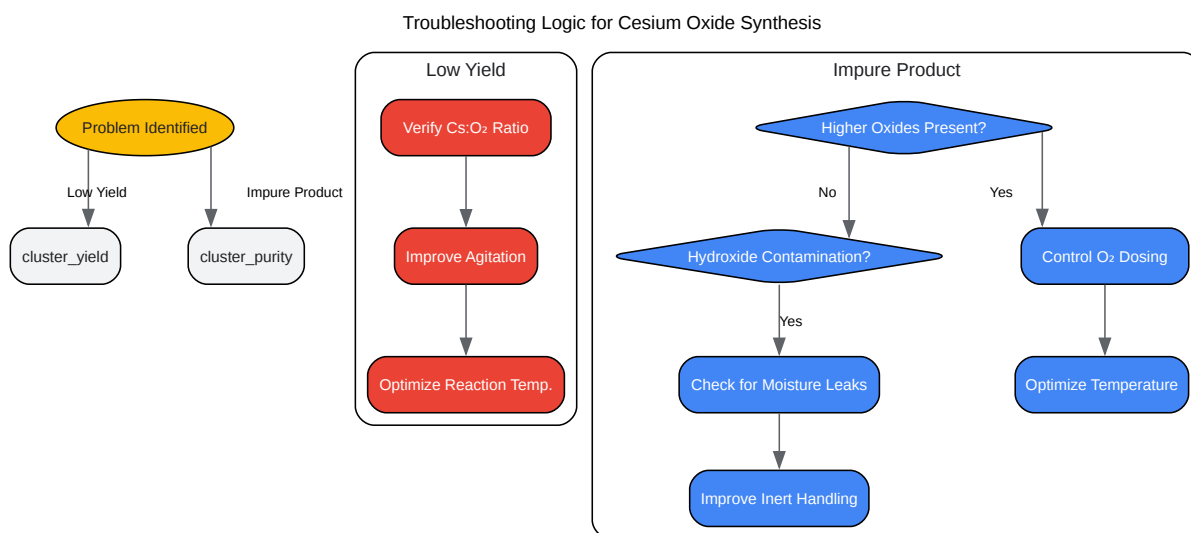 Troubleshooting Logic for Cesium Oxide Synthesis
Problem Identified
Low Yield
Impure Product
cluster_yield
cluster_purity
Low Yield
Verify Cs:O₂ Ratio
Improve Agitation
Optimize Reaction Temp.
Impure Product
Higher Oxides Present?
No
Yes
Hydroxide Contamination?
Control O₂ Dosing
Yes
Check for Moisture Leaks
Optimize Temperature
Improve Inert Handling